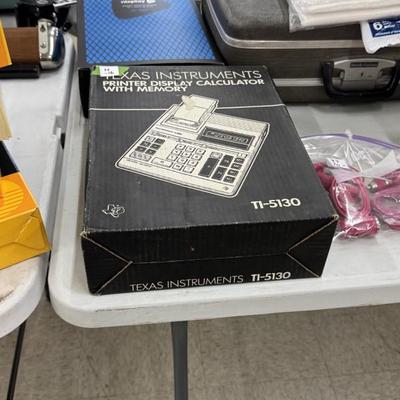 TEXAS INSTRUMENTS
PRINTER DISPLAY CALCULATOR
WITH MEMORY
TI-5130
TEXAS INSTRUMENTS TI-5130